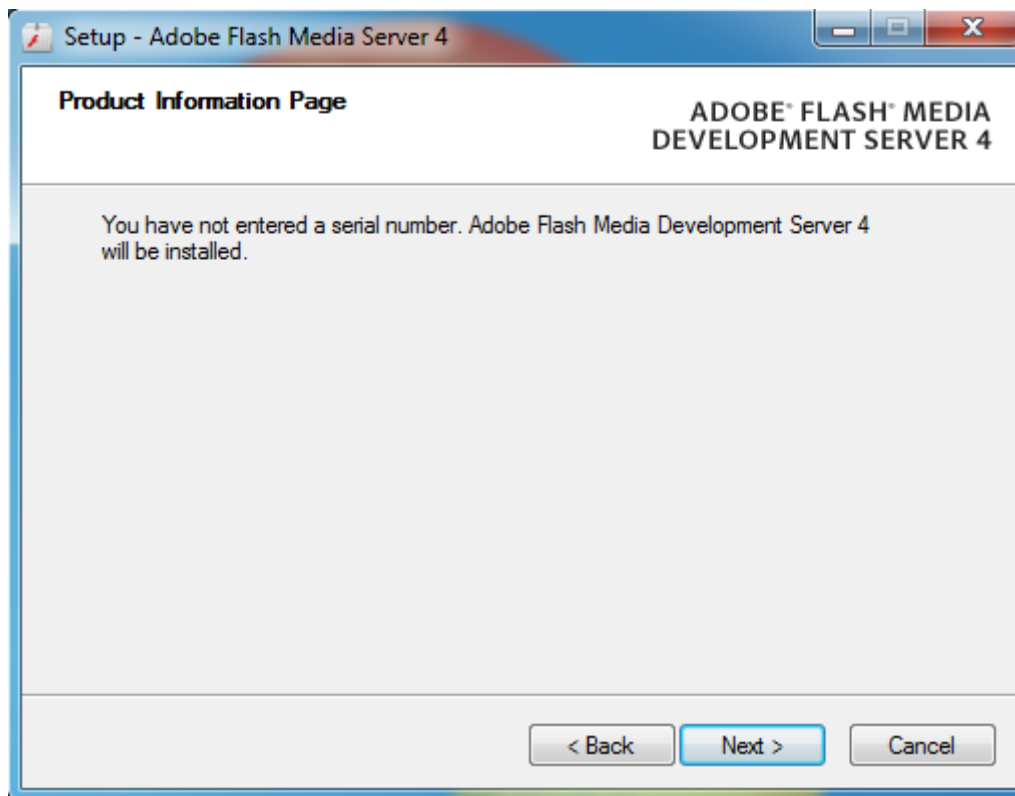 Setup - Adobe Flash Media Server 4
Product Information Page
ADOBE® FLASH® MEDIA
DEVELOPMENT SERVER 4
You have not entered a serial number. Adobe Flash Media Development Server 4
will be installed.
< Back
Next >
Cancel